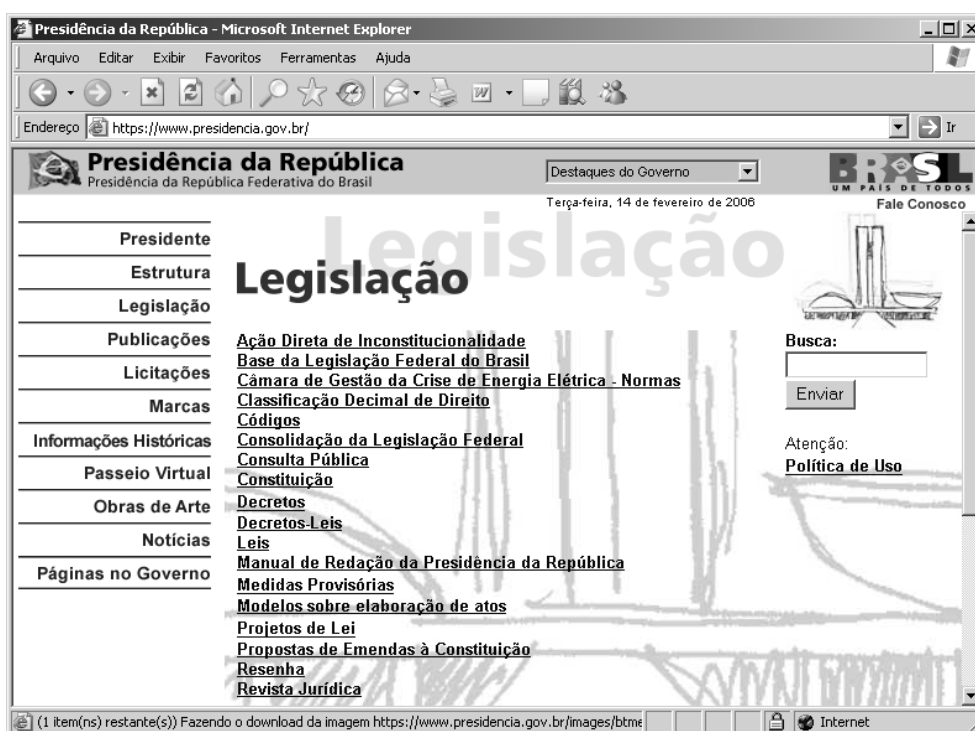 Presidência da República - Microsoft Internet Explorer
Arquivo Editar Exibir Favoritos Ferramentas Ajuda
Endereço https://www.presidencia.gov.br/ Ir
Presidência da República
Presidência da República Federativa do Brasil
Destaques do Governo
BRASIL
UM PAÍS DE TODOS
Terça-feira, 14 de fevereiro de 2006
Fale Conosco
Presidente
Estrutura
Legislação
Publicações
Licitações
Marcas
Informações Históricas
Passeio Virtual
Obras de Arte
Notícias
Páginas no Governo
Legislação
Legislação
Ação Direta de Inconstitucionalidade
Base da Legislação Federal do Brasil
Câmara de Gestão da Crise de Energia Elétrica - Normas
Classificação Decimal de Direito
Códigos
Consolidação da Legislação Federal
Consulta Pública
Constituição
Decretos
Decretos-Leis
Leis
Manual de Redação da Presidência da República
Medidas Provisórias
Modelos sobre elaboração de atos
Projetos de Lei
Propostas de Emendas à Constituição
Resenha
Revista Jurídica
Busca:
Enviar
Atenção:
Política de Uso
(1 item(ns) restante(s)) Fazendo o download da imagem https://www.presidencia.gov.br/images/btme
Internet